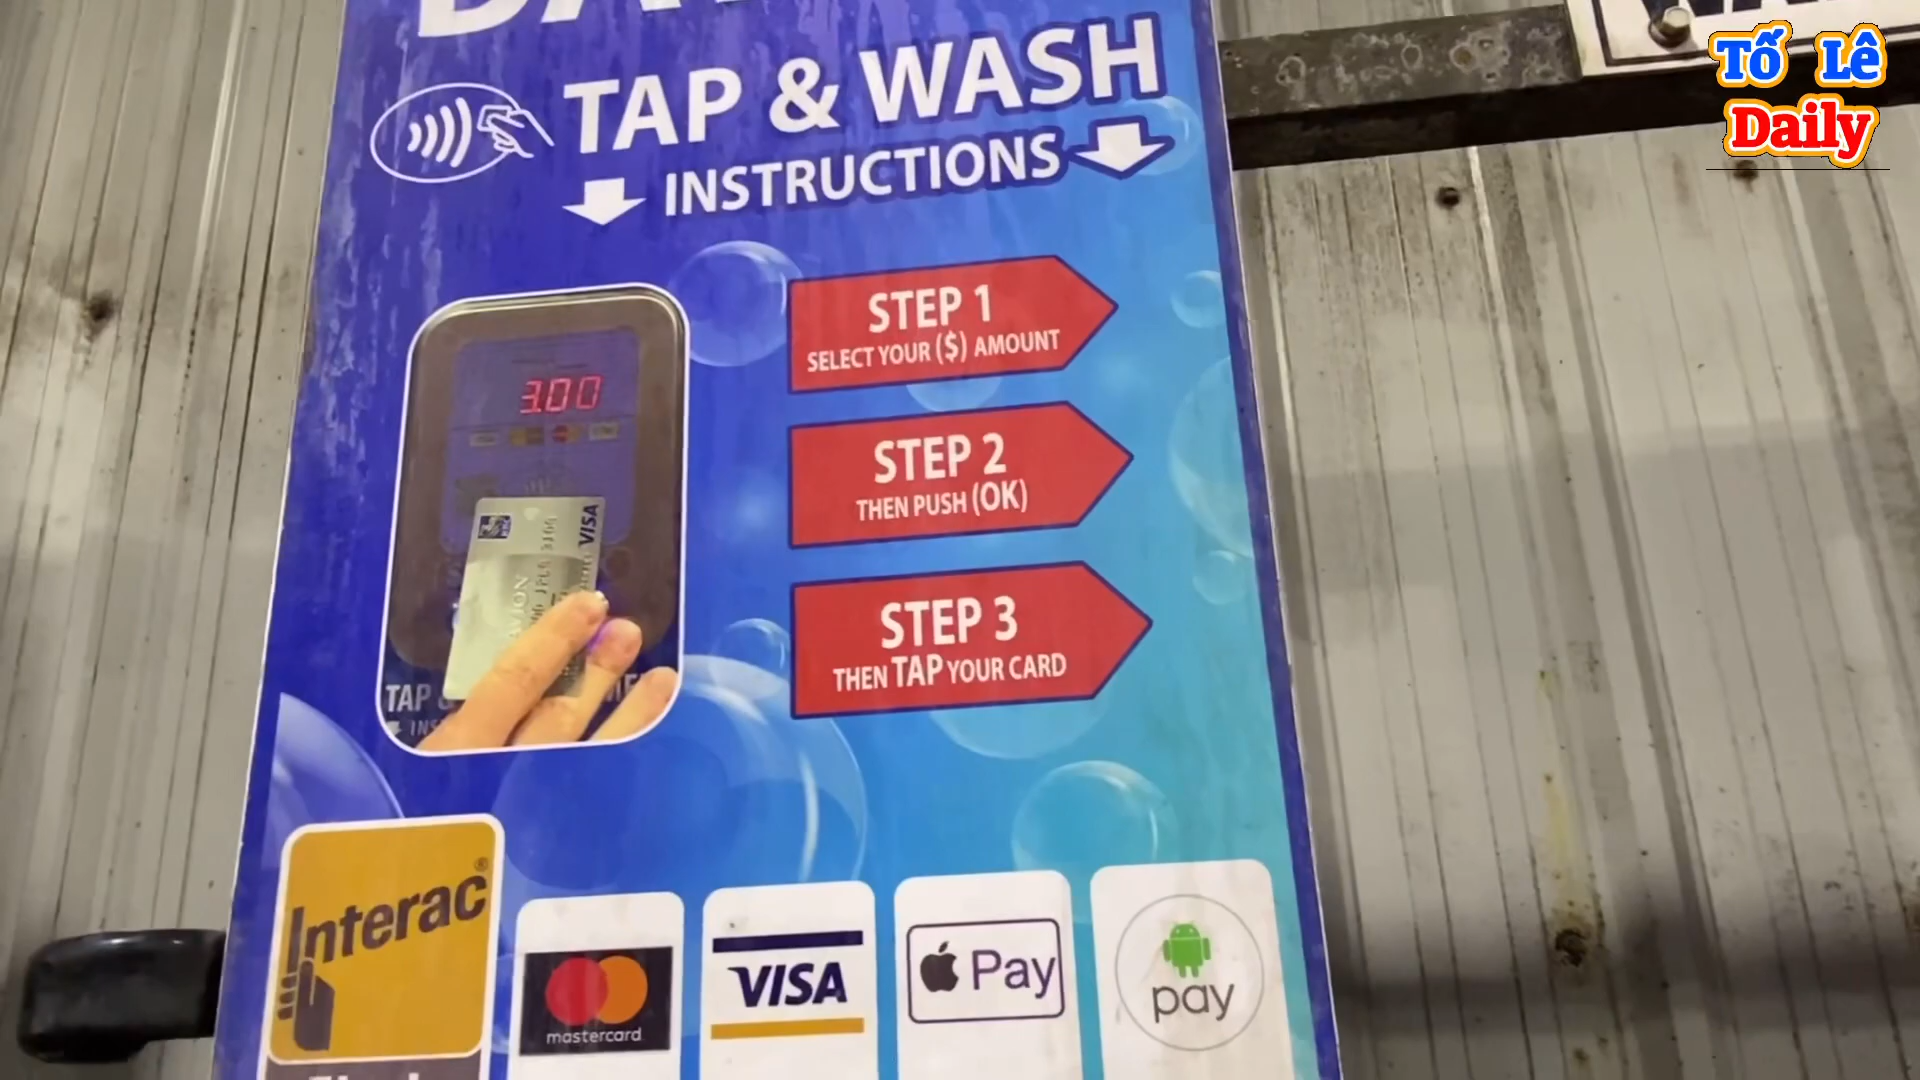 Tố Lê
Daily
TAP & WASH
INSTRUCTIONS
3.00
VISA
TAP &
STEP 1
SELECT YOUR ($) AMOUNT
STEP 2
THEN PUSH (OK)
STEP 3
THEN TAP YOUR CARD
Interac®
mastercard
VISA
Pay
pay